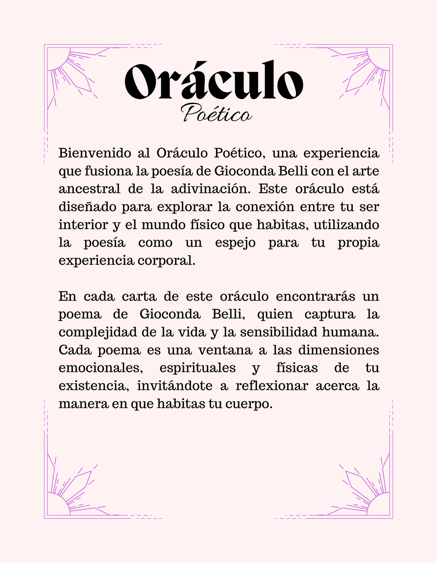 Oráculo
Poético
Bienvenido al Oráculo Poético, una experiencia
que fusiona la poesía de Gioconda Belli con el arte
ancestral de la adivinación. Este oráculo está
diseñado para explorar la conexión entre tu ser
interior y el mundo físico que habitas, utilizando
la poesía como un espejo para tu propia
experiencia corporal.
En cada carta de este oráculo encontrarás un
poema de Gioconda Belli, quien captura la
complejidad de la vida y la sensibilidad humana.
Cada poema es una ventana a las dimensiones
emocionales, espirituales y físicas de tu
existencia, invitándote a reflexionar acerca la
manera en que habitas tu cuerpo.